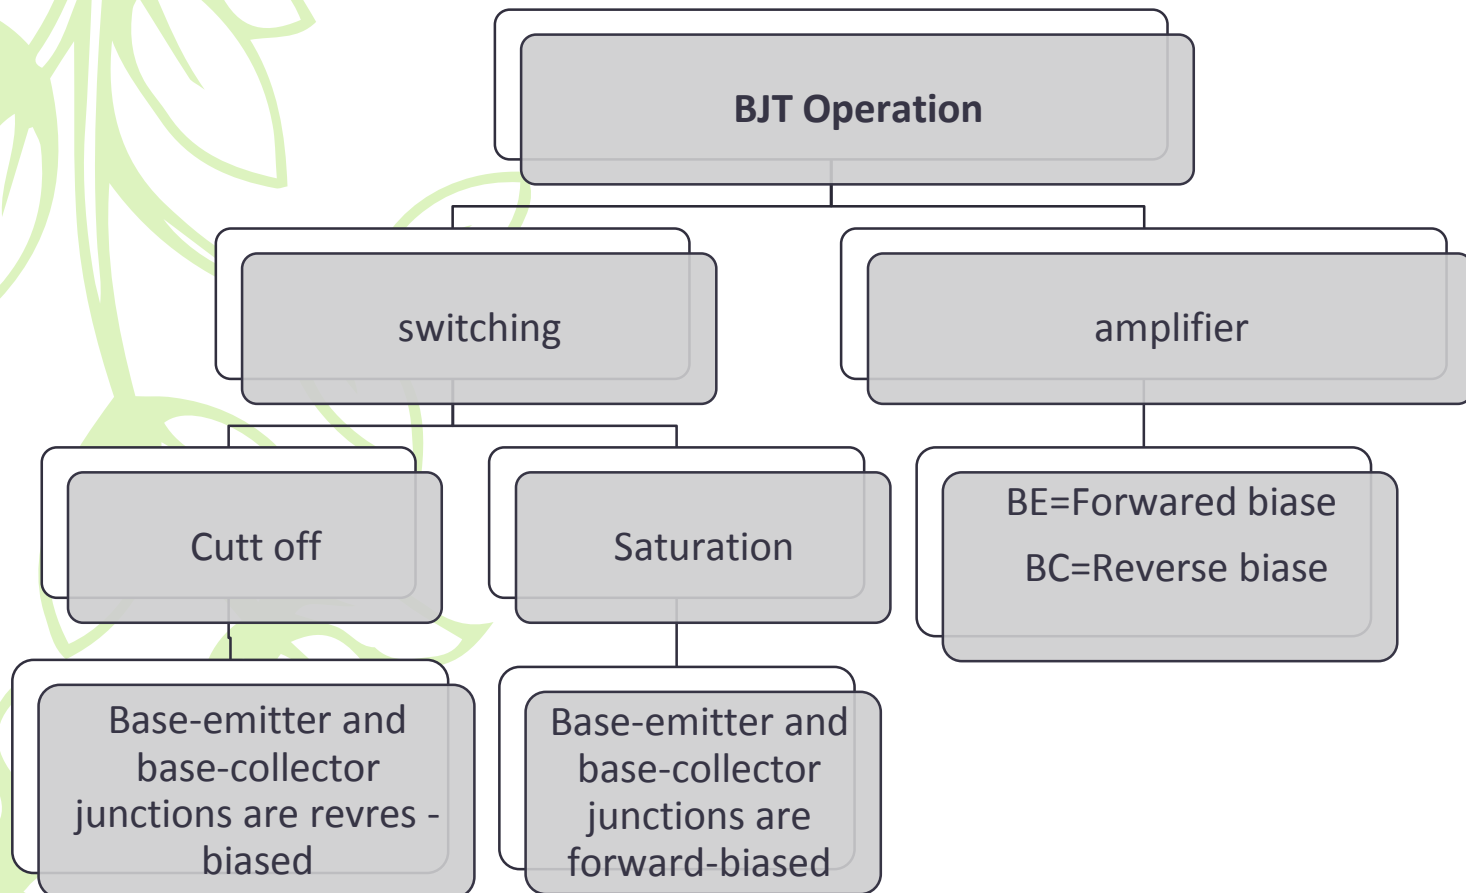 BJT Operation
switching
amplifier
Cutt off
Saturation
BE=Forwared biase
BC=Reverse biase
Base-emitter and
base-collector
junctions are revres -
biased
Base-emitter and
base-collector
junctions are
forward-biased